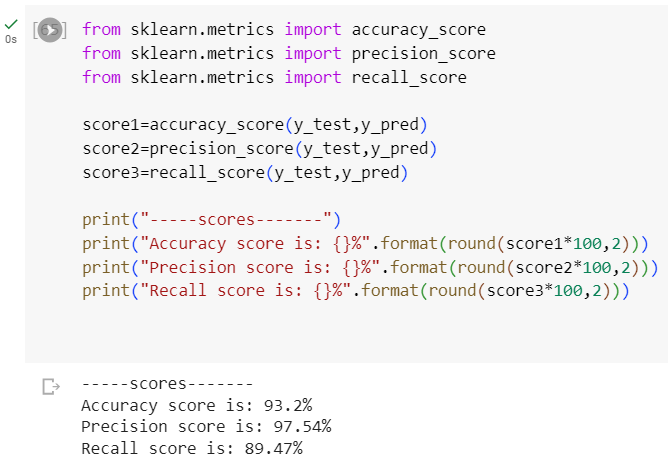 from sklearn.metrics import accuracy_score
from sklearn.metrics import precision_score
from sklearn.metrics import recall_score
score1=accuracy_score(y_test,y_pred)
score2=precision_score(y_test,y_pred)
score3=recall_score(y_test,y_pred)
print("-----scores-------")
print("Accuracy score is: {}%".format(round(score1*100,2)))
print("Precision score is: {}%".format(round(score2*100,2)))
print("Recall score is: {}%".format(round(score3*100,2)))
0s
-----scores-------
Accuracy score is: 93.2%
Precision score is: 97.54%
Recall score is: 89.47%